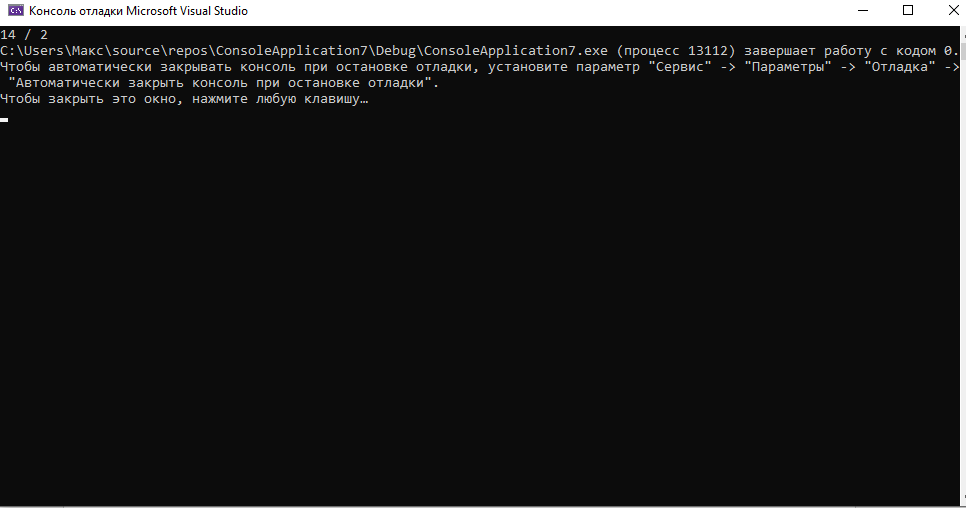 Консоль отладки Microsoft Visual Studio
14 / 2
C:\Users\Макс\source\repos\ConsoleApplication7\Debug\ConsoleApplication7.exe (процесс 13112) завершает работу с кодом 0.
Чтобы автоматически закрывать консоль при остановке отладки, установите параметр "Сервис" -> "Параметры" -> "Отладка" ->
"Автоматически закрыть консоль при остановке отладки".
Чтобы закрыть это окно, нажмите любую клавишу…